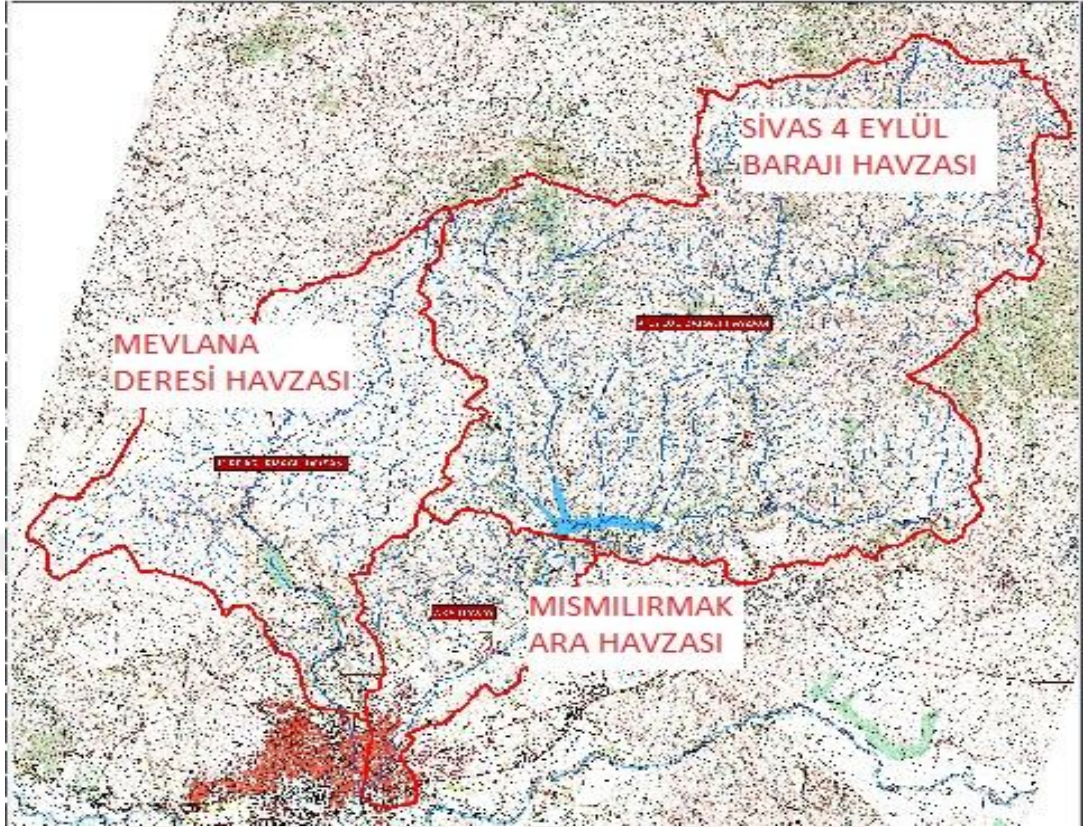 SİVAS 4 EYLÜL
BARAJI HAVZASI
MEVLANA
DERESİ HAVZASI
MISMILIRMAK
ARA HAVZASI